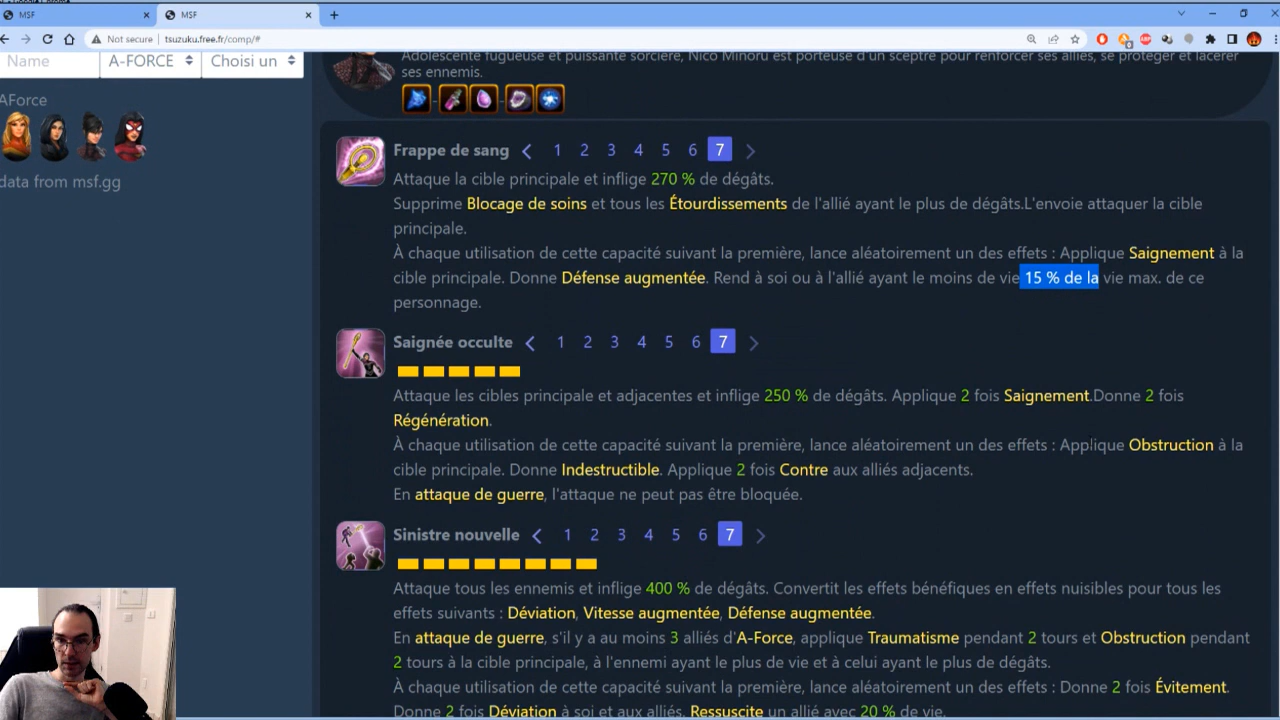 MSF
MSF
Not secure
tsuzuku.free.fr/comp/#
Name
A-FORCE
Choisi un
Adolescente fugueuse et puissante sorcière, Nico Minoru est porteuse d'un sceptre pour renforcer ses alliés, se protéger et lacérer
ses ennemis.
AForce
data from msf.gg
Frappe de sang
1 2 3 4 5 6 7
Attaque la cible principale et inflige 270 % de dégâts.
Supprime Blocage de soins et tous les Étourdissements de l'allié ayant le plus de dégâts.L'envoie attaquer la cible
principale.
À chaque utilisation de cette capacité suivant la première, lance aléatoirement un des effets : Applique Saignement à la
cible principale. Donne Défense augmentée. Rend à soi ou à l'allié ayant le moins de vie 15 % de la vie max. de ce
personnage.
Saignée occulte
1 2 3 4 5 6 7
Attaque les cibles principale et adjacentes et inflige 250 % de dégâts. Applique 2 fois Saignement.Donne 2 fois
Régénération.
À chaque utilisation de cette capacité suivant la première, lance aléatoirement un des effets : Applique Obstruction à la
cible principale. Donne Indestructible. Applique 2 fois Contre aux alliés adjacents.
En attaque de guerre, l'attaque ne peut pas être bloquée.
Sinistre nouvelle
1 2 3 4 5 6 7
Attaque tous les ennemis et inflige 400 % de dégâts. Convertit les effets bénéfiques en effets nuisibles pour tous les
effets suivants : Déviation, Vitesse augmentée, Défense augmentée.
En attaque de guerre, s'il y a au moins 3 alliés d'A-Force, applique Traumatisme pendant 2 tours et Obstruction pendant
2 tours à la cible principale, à l'ennemi ayant le plus de vie et à celui ayant le plus de dégâts.
À chaque utilisation de cette capacité suivant la première, lance aléatoirement un des effets : Donne 2 fois Évitement.
Donne 2 fois Déviation à soi et aux alliés. Ressuscite un allié avec 20 % de vie.